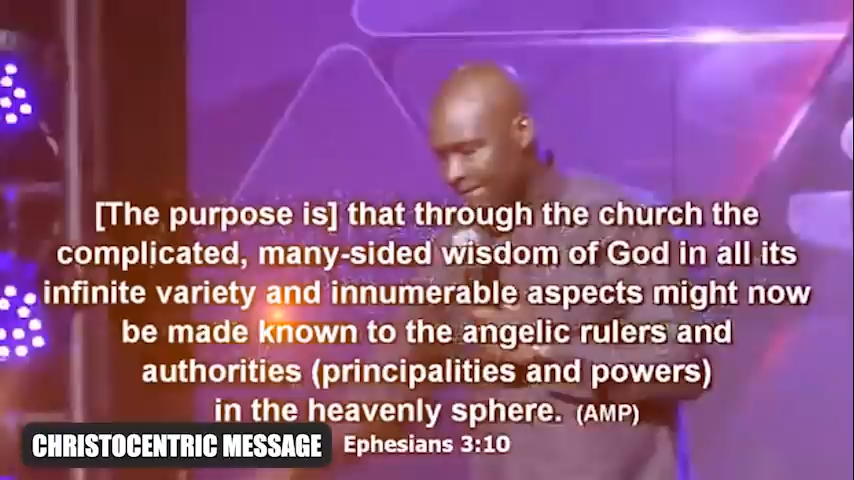 [The purpose is] that through the church the
complicated, many-sided wisdom of God in all its
infinite variety and innumerable aspects might now
be made known to the angelic rulers and
authorities (principalities and powers)
in the heavenly sphere. (AMP)
CHRISTOCENTRIC MESSAGE Ephesians 3:10